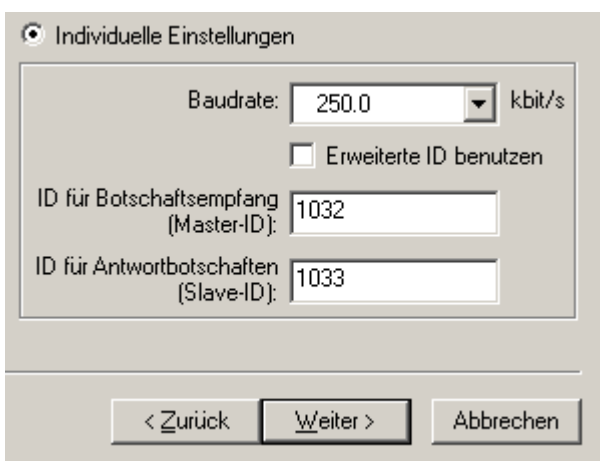 Individuelle Einstellungen
Baudrate: 250.0 kbit/s
Erweiterte ID benutzen
ID für Botschaftsempfang
(Master-ID): 1032
ID für Antwortbotschaften
(Slave-ID): 1033
< Zurück Weiter > Abbrechen